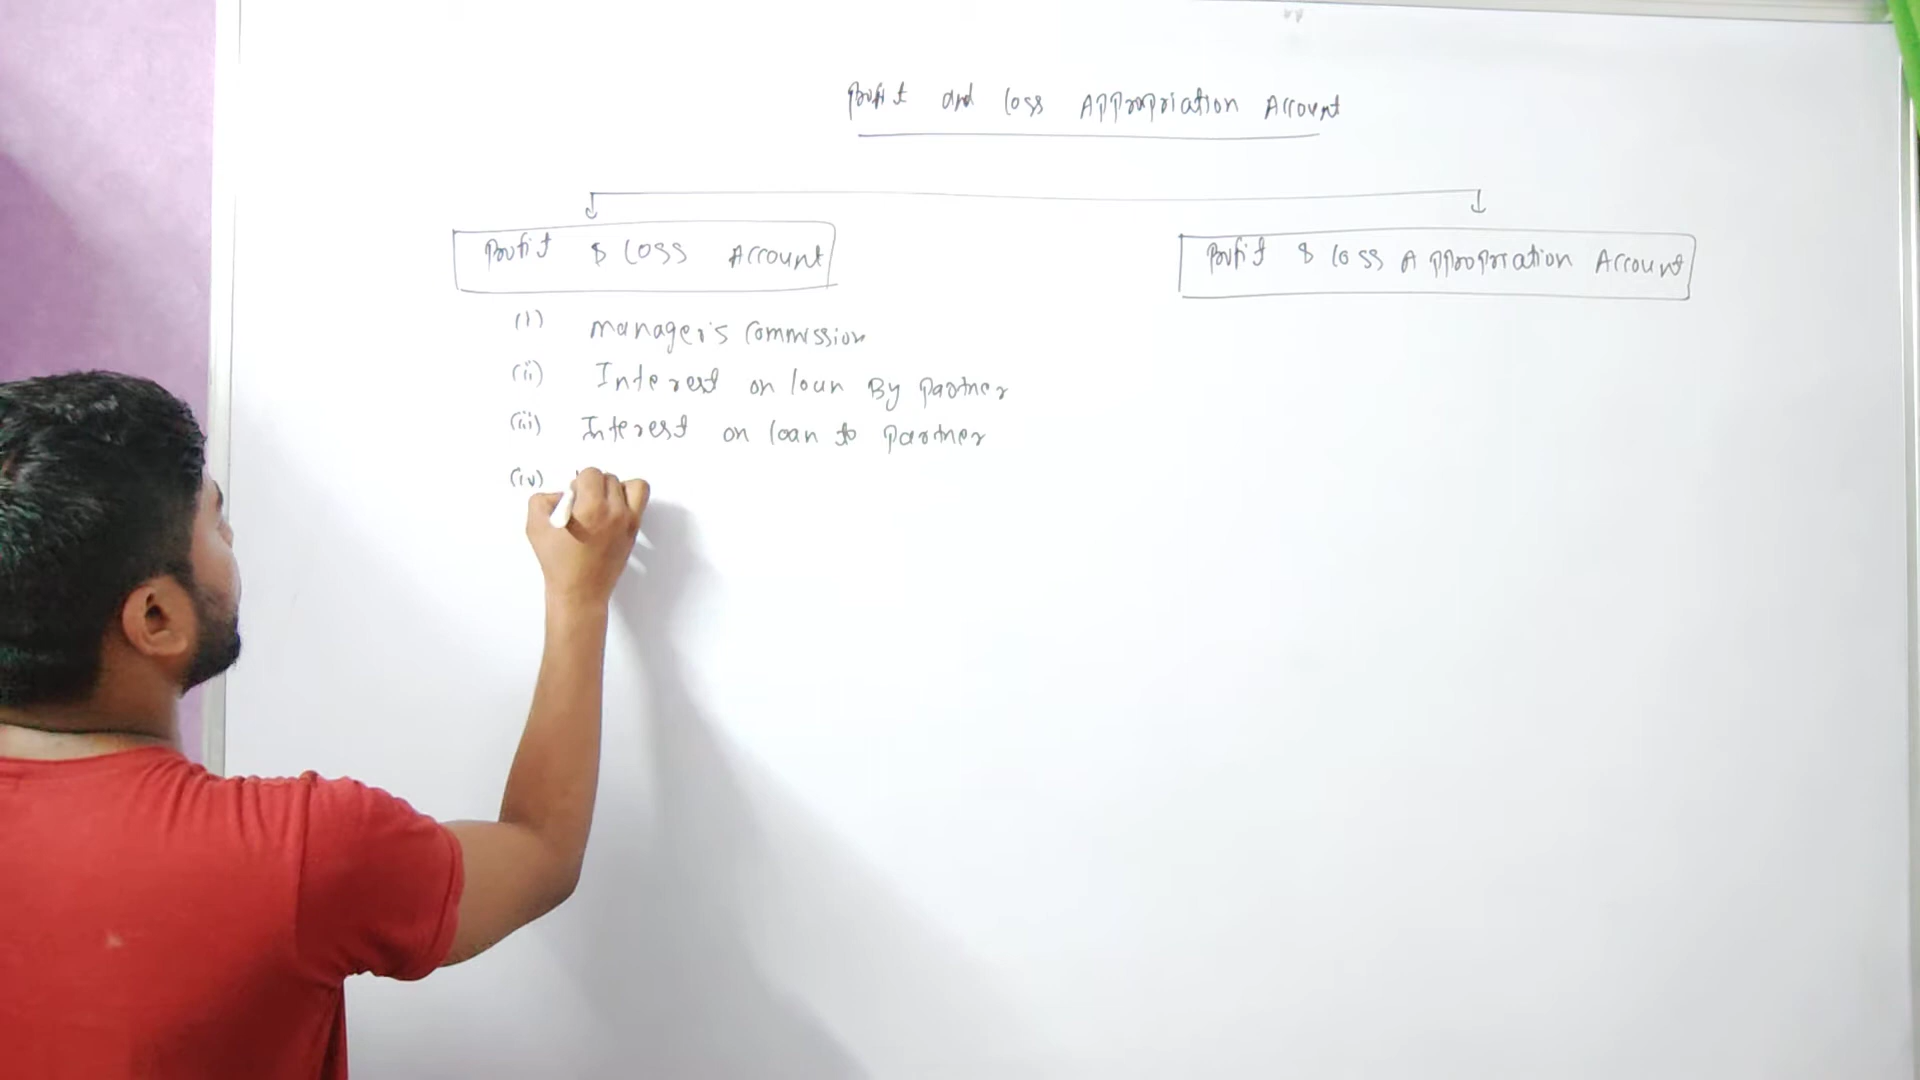 Profit and Loss Appropriation Account
Profit & Loss Account
Profit & Loss Appropriation Account
(i) Manager's Commission
(ii) Interest on loan By Partner
(iii) Interest on loan to Partner
(iv)